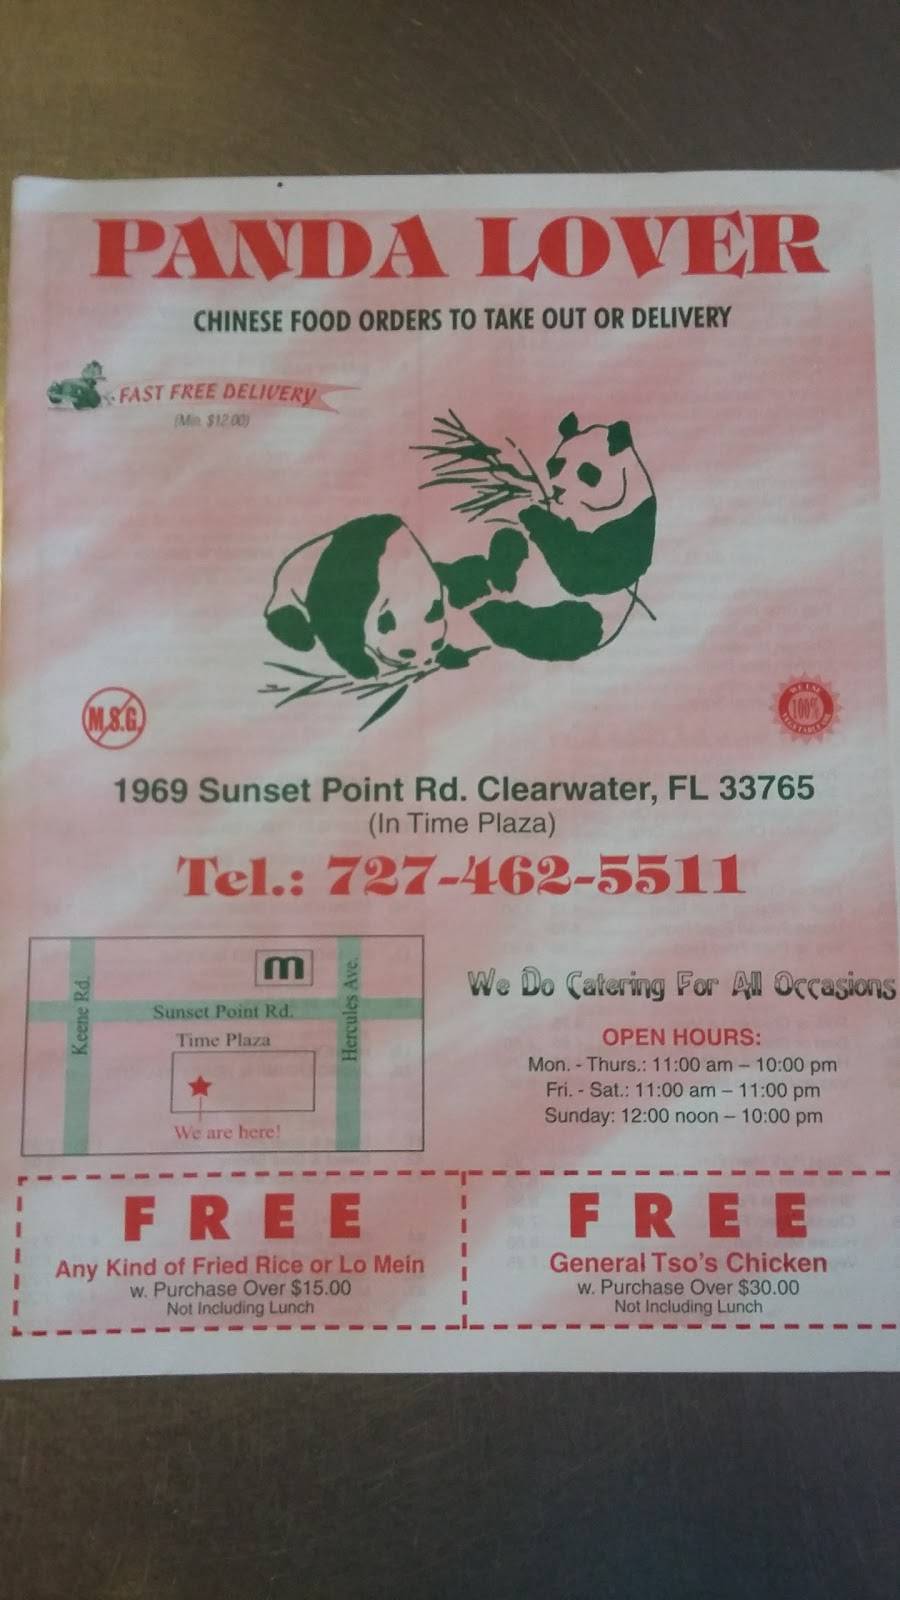 PANDA LOVER
CHINESE FOOD ORDERS TO TAKE OUT OR DELIVERY
FAST FREE DELIVERY
(Min. $12.00)
M.S.G.
WE USE
100%
VEGETABLE OIL
1969 Sunset Point Rd. Clearwater, FL 33765
(In Time Plaza)
Tel.: 727-462-5511
Keene Rd.
m
Hercules Ave.
Sunset Point Rd.
Time Plaza
We are here!
We Do Catering For All Occasions
OPEN HOURS:
Mon. - Thurs.: 11:00 am – 10:00 pm
Fri. - Sat.: 11:00 am – 11:00 pm
Sunday: 12:00 noon – 10:00 pm
FREE
Any Kind of Fried Rice or Lo Mein
w. Purchase Over $15.00
Not Including Lunch
FREE
General Tso's Chicken
w. Purchase Over $30.00
Not Including Lunch